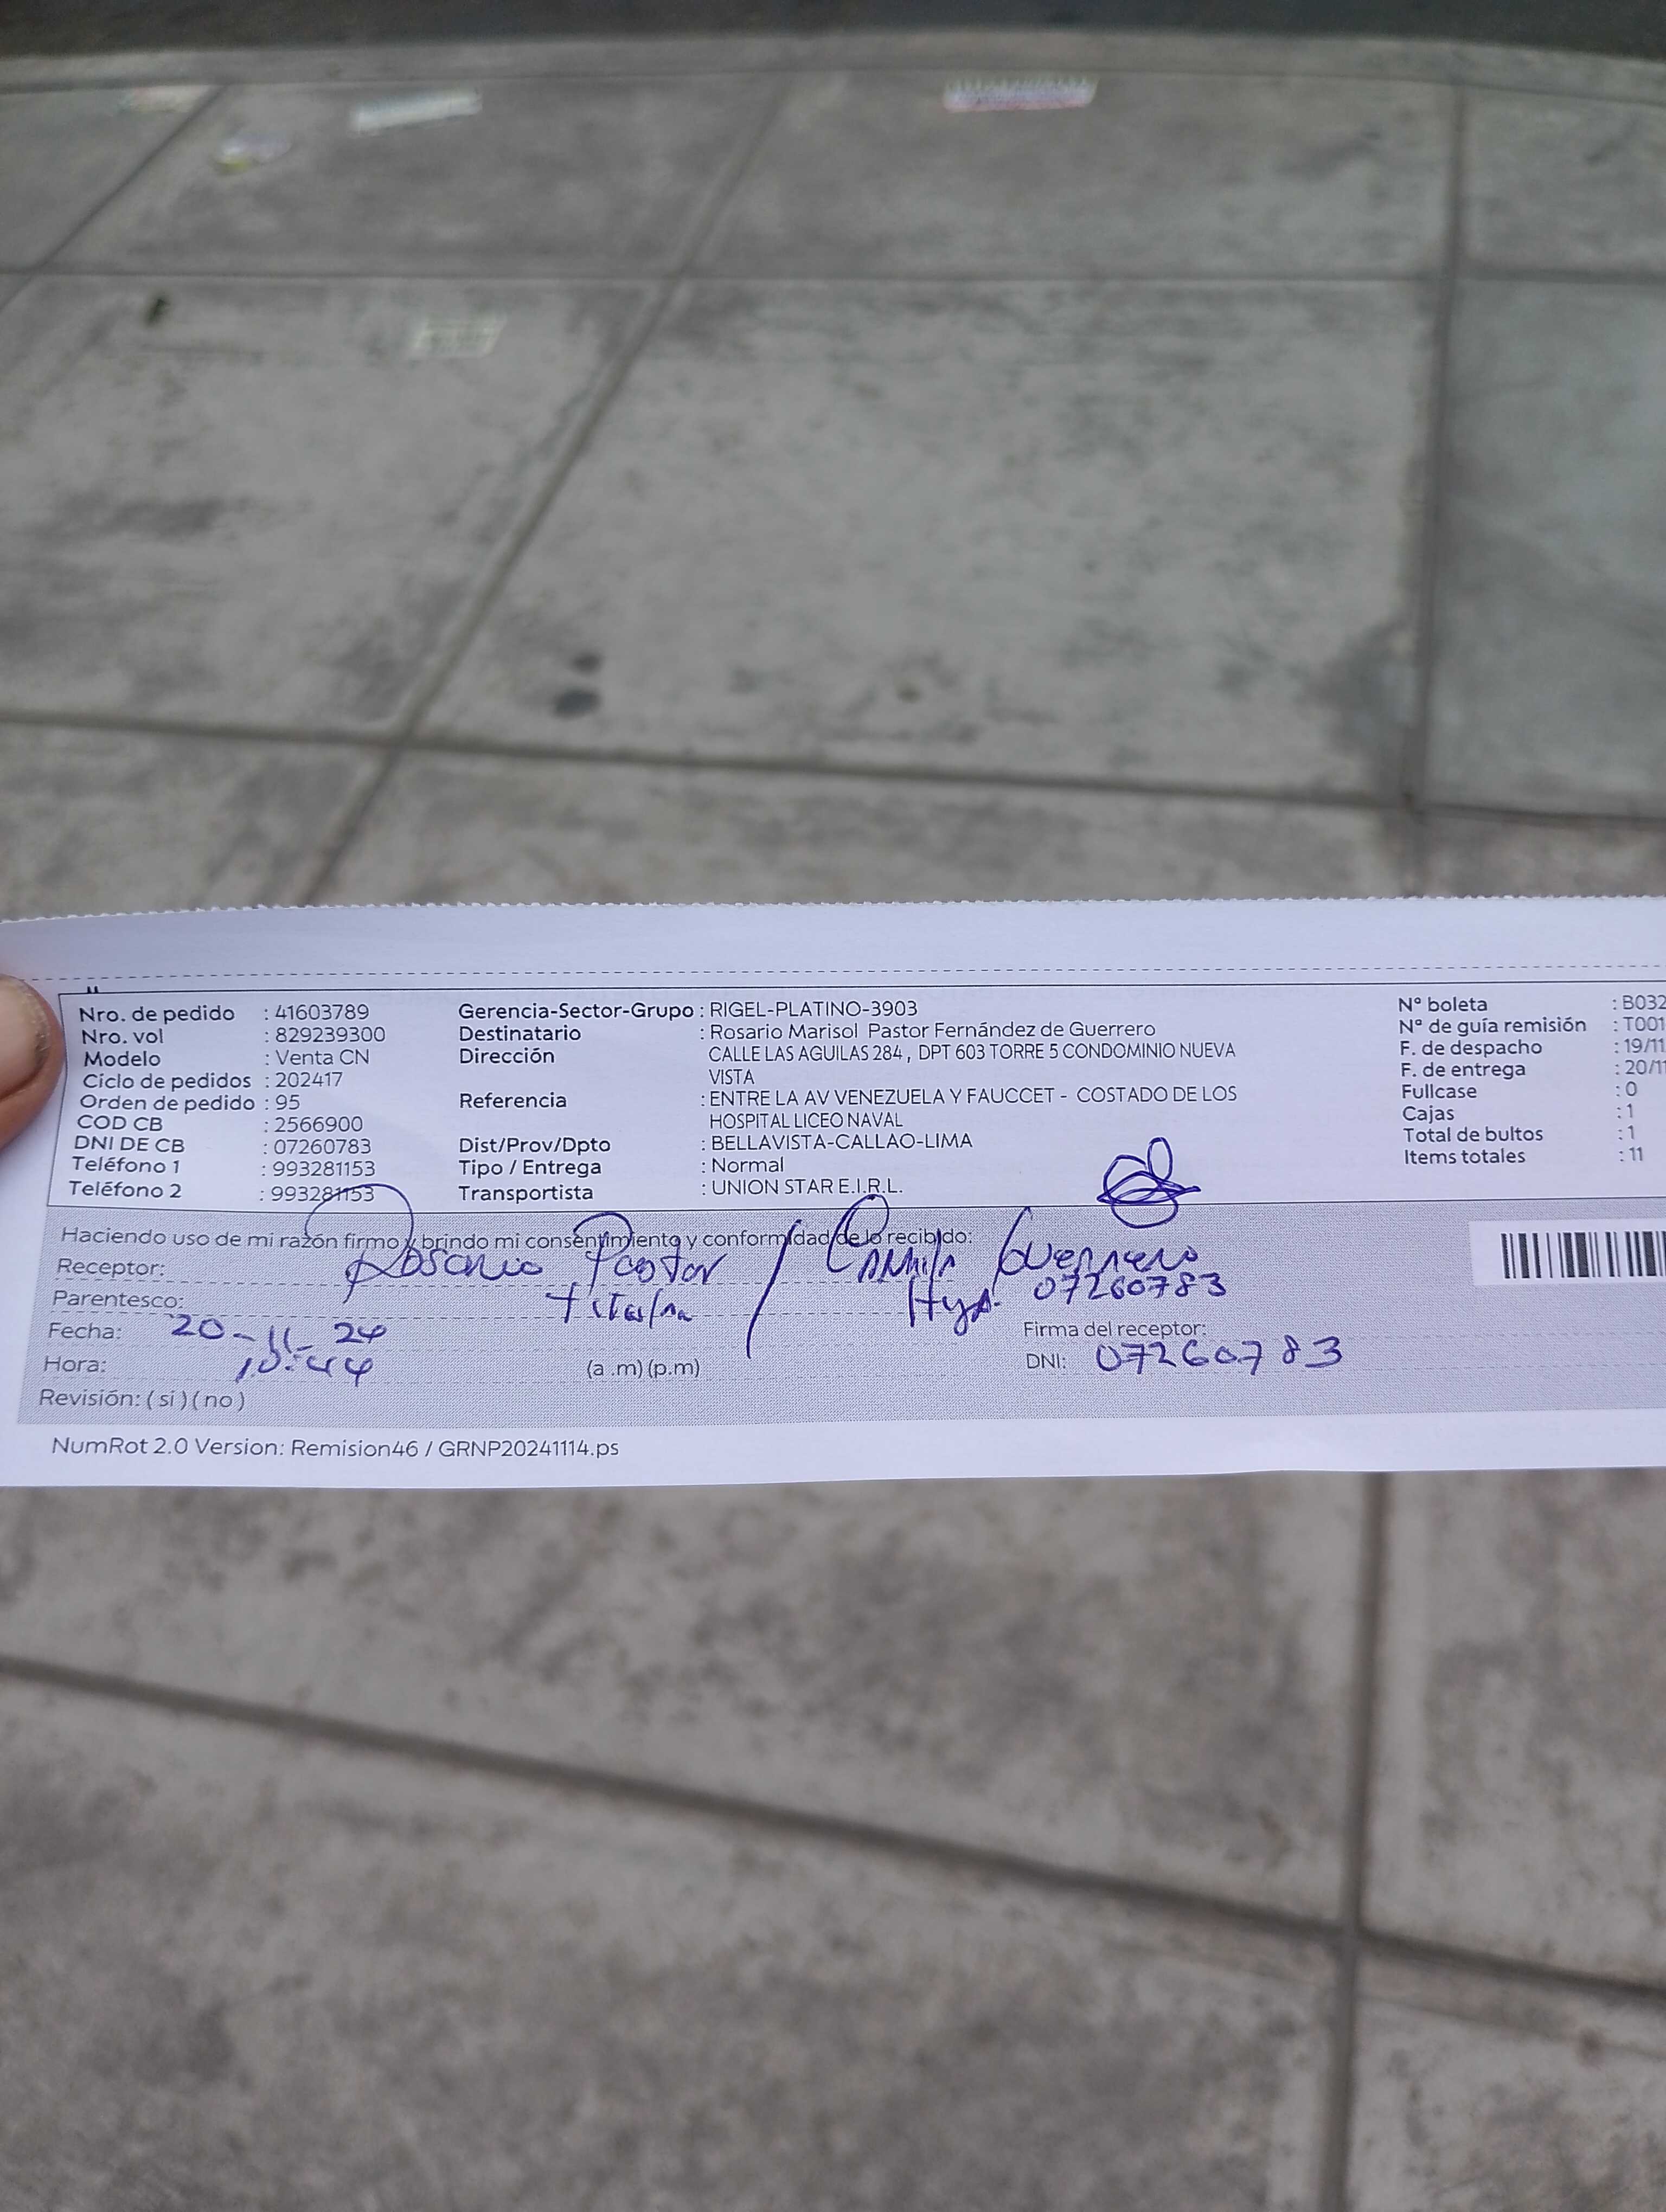 Nro. de pedido : 41603789
Nro. vol : 829239300
Modelo : Venta CN
Ciclo de pedidos : 202417
Orden de pedido : 95
COD CB : 2566900
DNI DE CB : 07260783
Teléfono 1 : 993281153
Teléfono 2 : 993281153
Gerencia-Sector-Grupo : RIGEL-PLATINO-3903
Destinatario : Rosario Marisol Pastor Fernández de Guerrero
Dirección CALLE LAS AGUILAS 284 , DPT 603 TORRE 5 CONDOMINIO NUEVA
VISTA
Referencia : ENTRE LA AV VENEZUELA Y FAUCCET - COSTADO DE LOS
HOSPITAL LICEO NAVAL
Dist/Prov/Dpto : BELLAVISTA-CALLAO-LIMA
Tipo / Entrega : Normal
Transportista : UNION STAR E.I.R.L.
N° boleta : B032
N° de guía remisión : T001
F. de despacho : 19/11
F. de entrega : 20/11
Fullcase : 0
Cajas : 1
Total de bultos : 1
Items totales : 11
Haciendo uso de mi razón firmo y brindo mi consentimiento y conformidad de lo recibido:
Receptor: Rosario Pastor / Camila Guerrero
Parentesco: titular 07260783
Fecha: 20-11-24
Firma del receptor:
Hora: 10:44 (a .m) (p.m)
DNI: 07260783
Revisión: ( si ) ( no )
NumRot 2.0 Version: Remision46 / GRNP20241114.ps